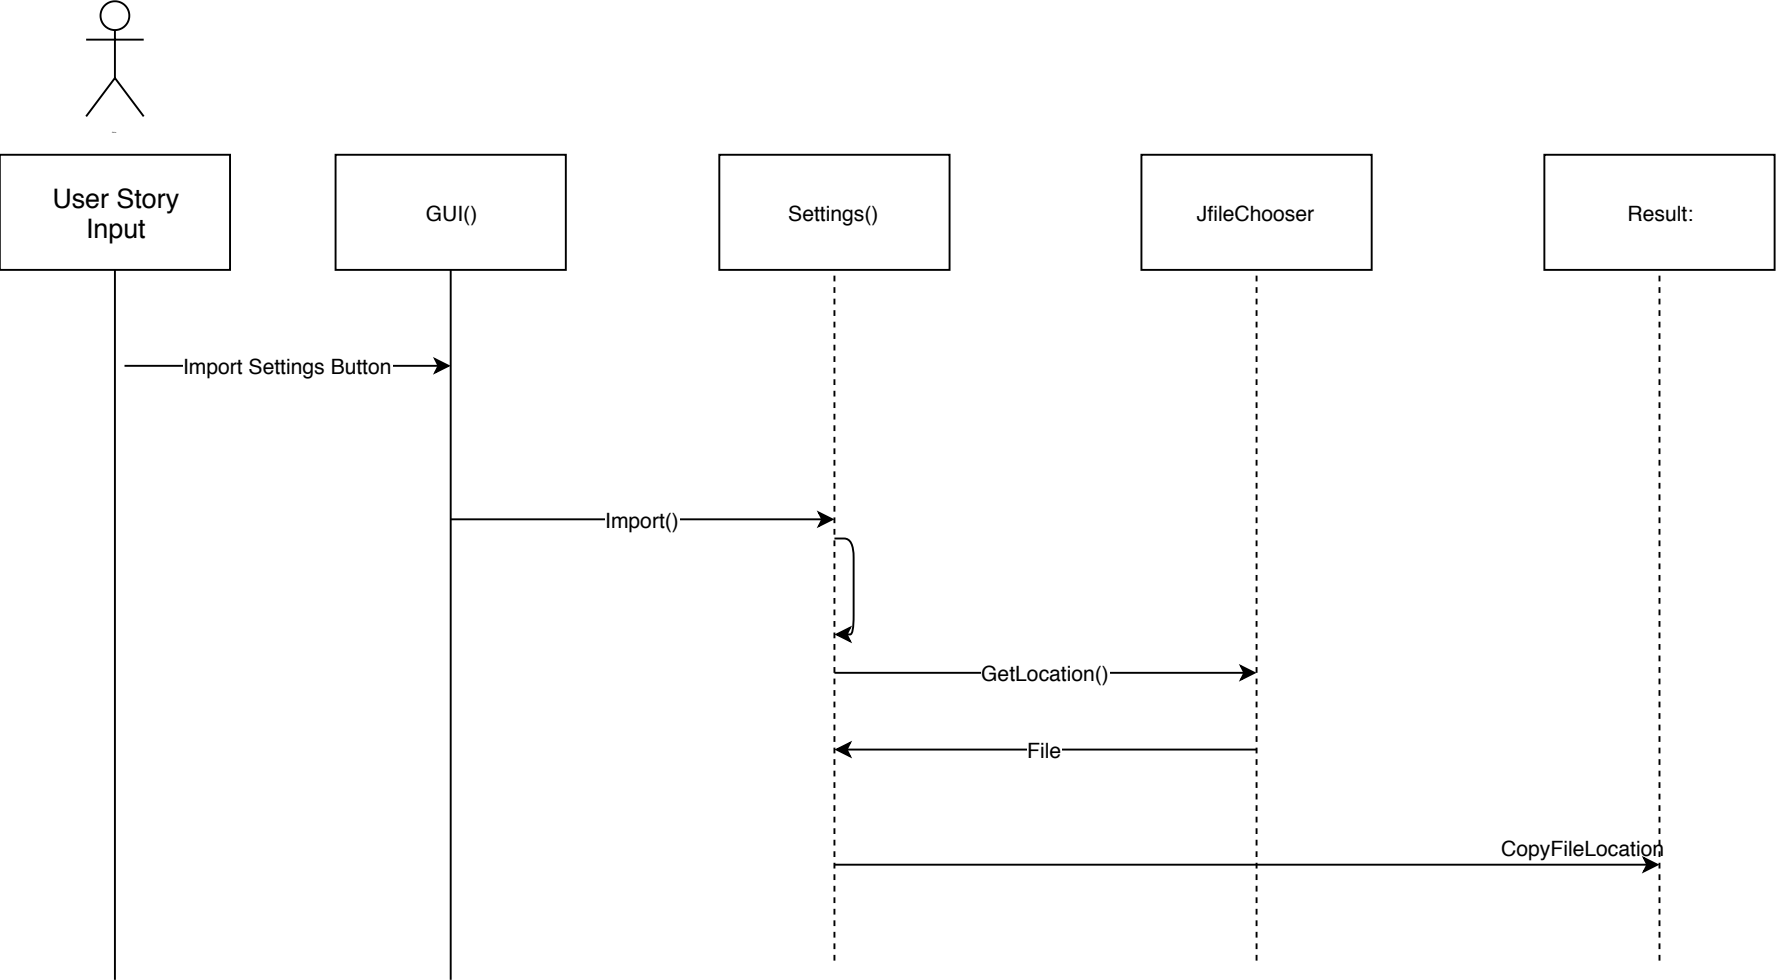 User Story
Input
GUI()
Settings()
JfileChooser
Result:
Import Settings Button
Import()
GetLocation()
File
CopyFileLocation